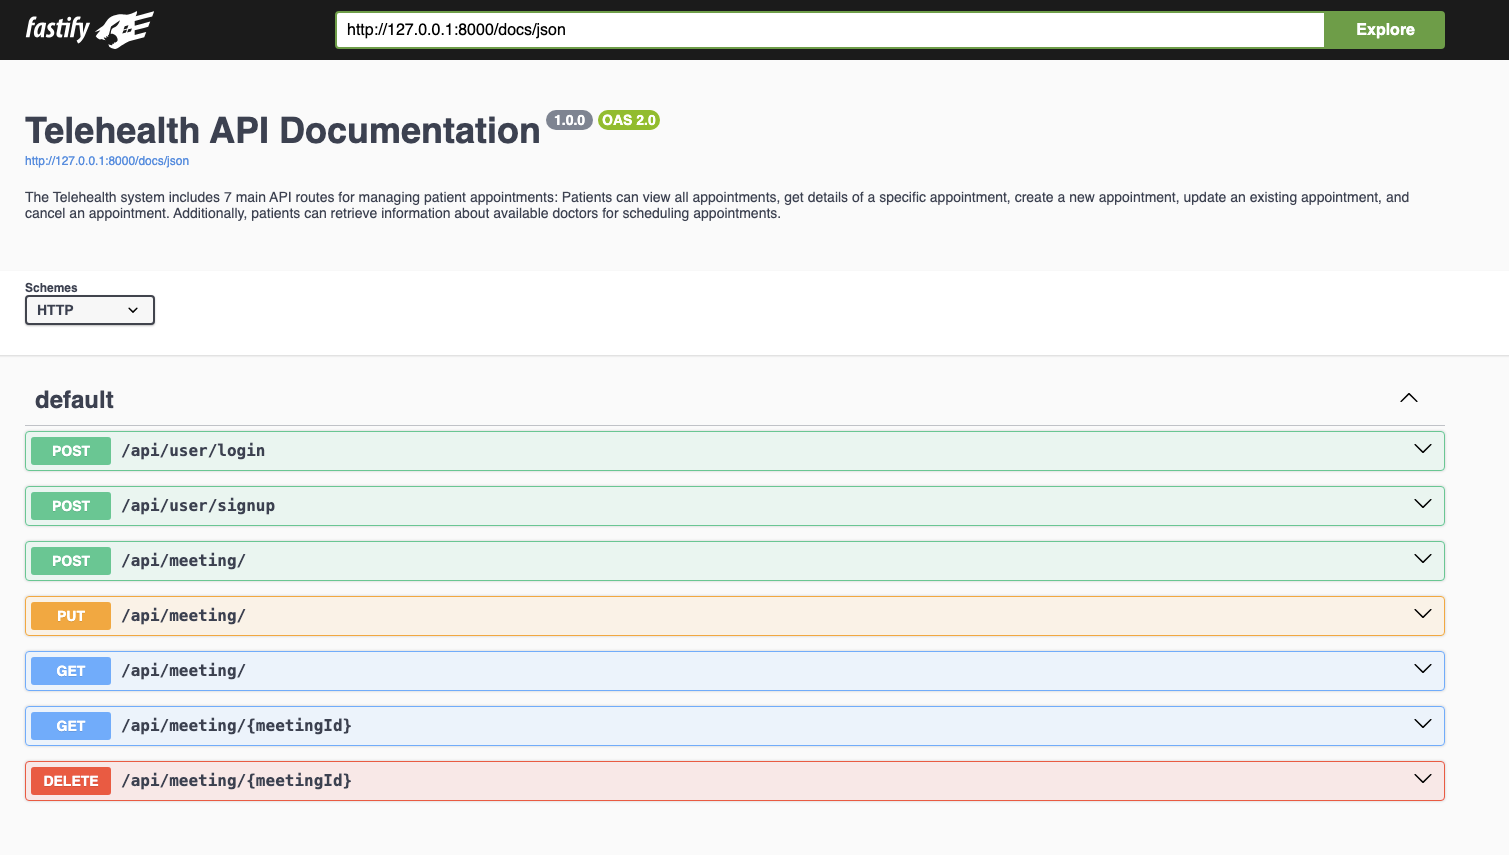 fastify
http://127.0.0.1:8000/docs/json
Explore
Telehealth API Documentation 1.0.0 OAS 2.0
http://127.0.0.1:8000/docs/json
The Telehealth system includes 7 main API routes for managing patient appointments: Patients can view all appointments, get details of a specific appointment, create a new appointment, update an existing appointment, and
cancel an appointment. Additionally, patients can retrieve information about available doctors for scheduling appointments.
Schemes
HTTP
default
POST /api/user/login
POST /api/user/signup
POST /api/meeting/
PUT /api/meeting/
GET /api/meeting/
GET /api/meeting/{meetingId}
DELETE /api/meeting/{meetingId}